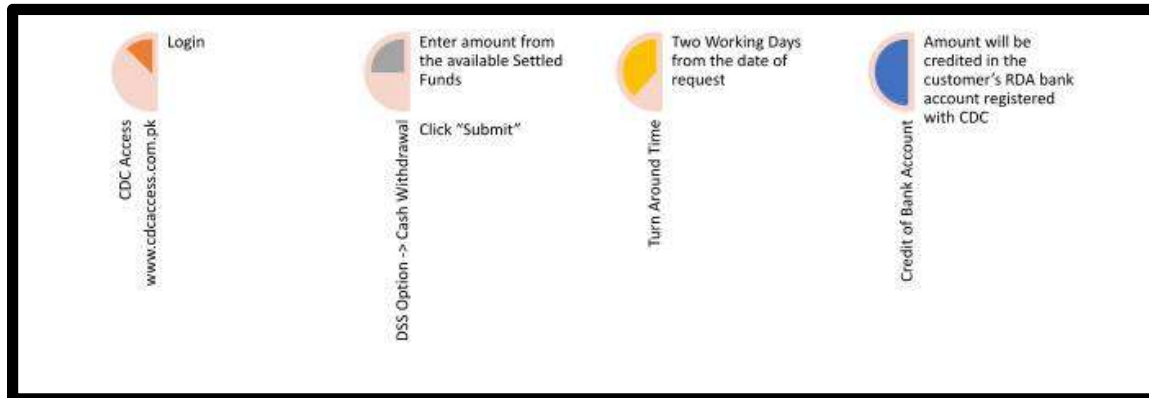 Login
CDC Access
www.cdcaccess.com.pk
Enter amount from
the available Settled
Funds
Click “Submit”
DSS Option -> Cash Withdrawal
Two Working Days
from the date of
request
Turn Around Time
Amount will be
credited in the
customer’s RDA bank
account registered
with CDC
Credit of Bank Account